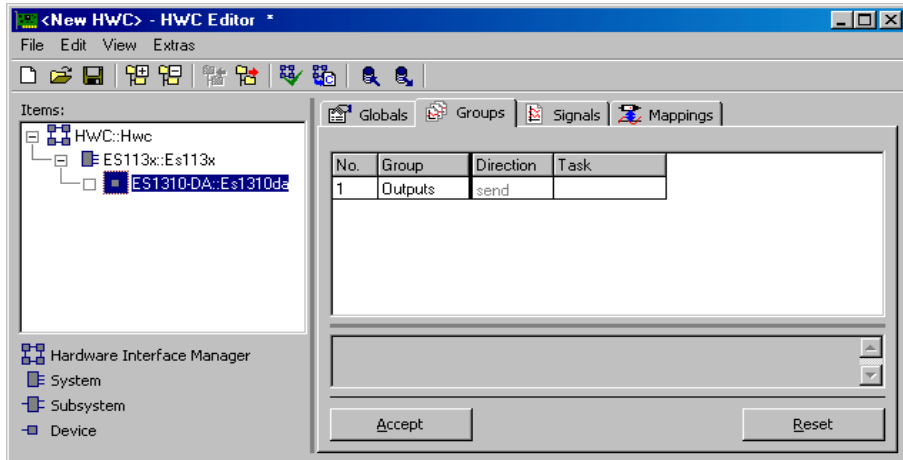 <New HWC> - HWC Editor *
File Edit View Extras
Items:
HWC::Hwc
ES113x::Es113x
ES1310-DA::Es1310da
Hardware Interface Manager
System
Subsystem
Device
Globals Groups Signals Mappings
No. Group Direction Task
1 Outputs send
Accept Reset